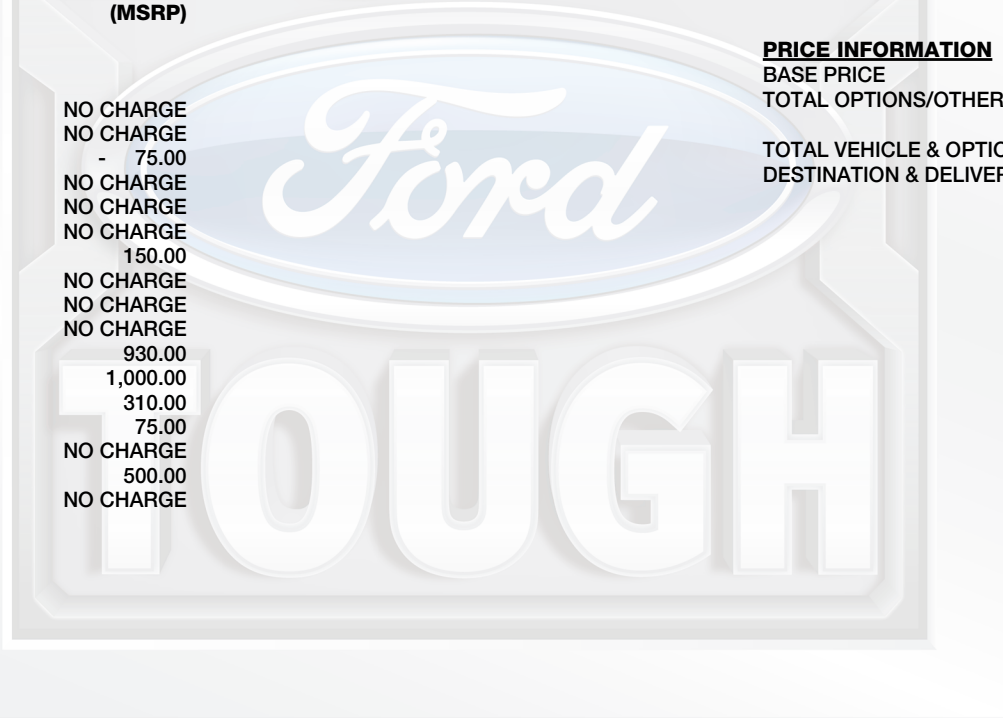 (MSRP)
NO CHARGE
NO CHARGE
- 75.00
NO CHARGE
NO CHARGE
NO CHARGE
150.00
NO CHARGE
NO CHARGE
NO CHARGE
930.00
1,000.00
310.00
75.00
NO CHARGE
500.00
NO CHARGE
PRICE INFORMATION
BASE PRICE
TOTAL OPTIONS/OTHER
TOTAL VEHICLE & OPTIO
DESTINATION & DELIVER
Ford
TOUGH